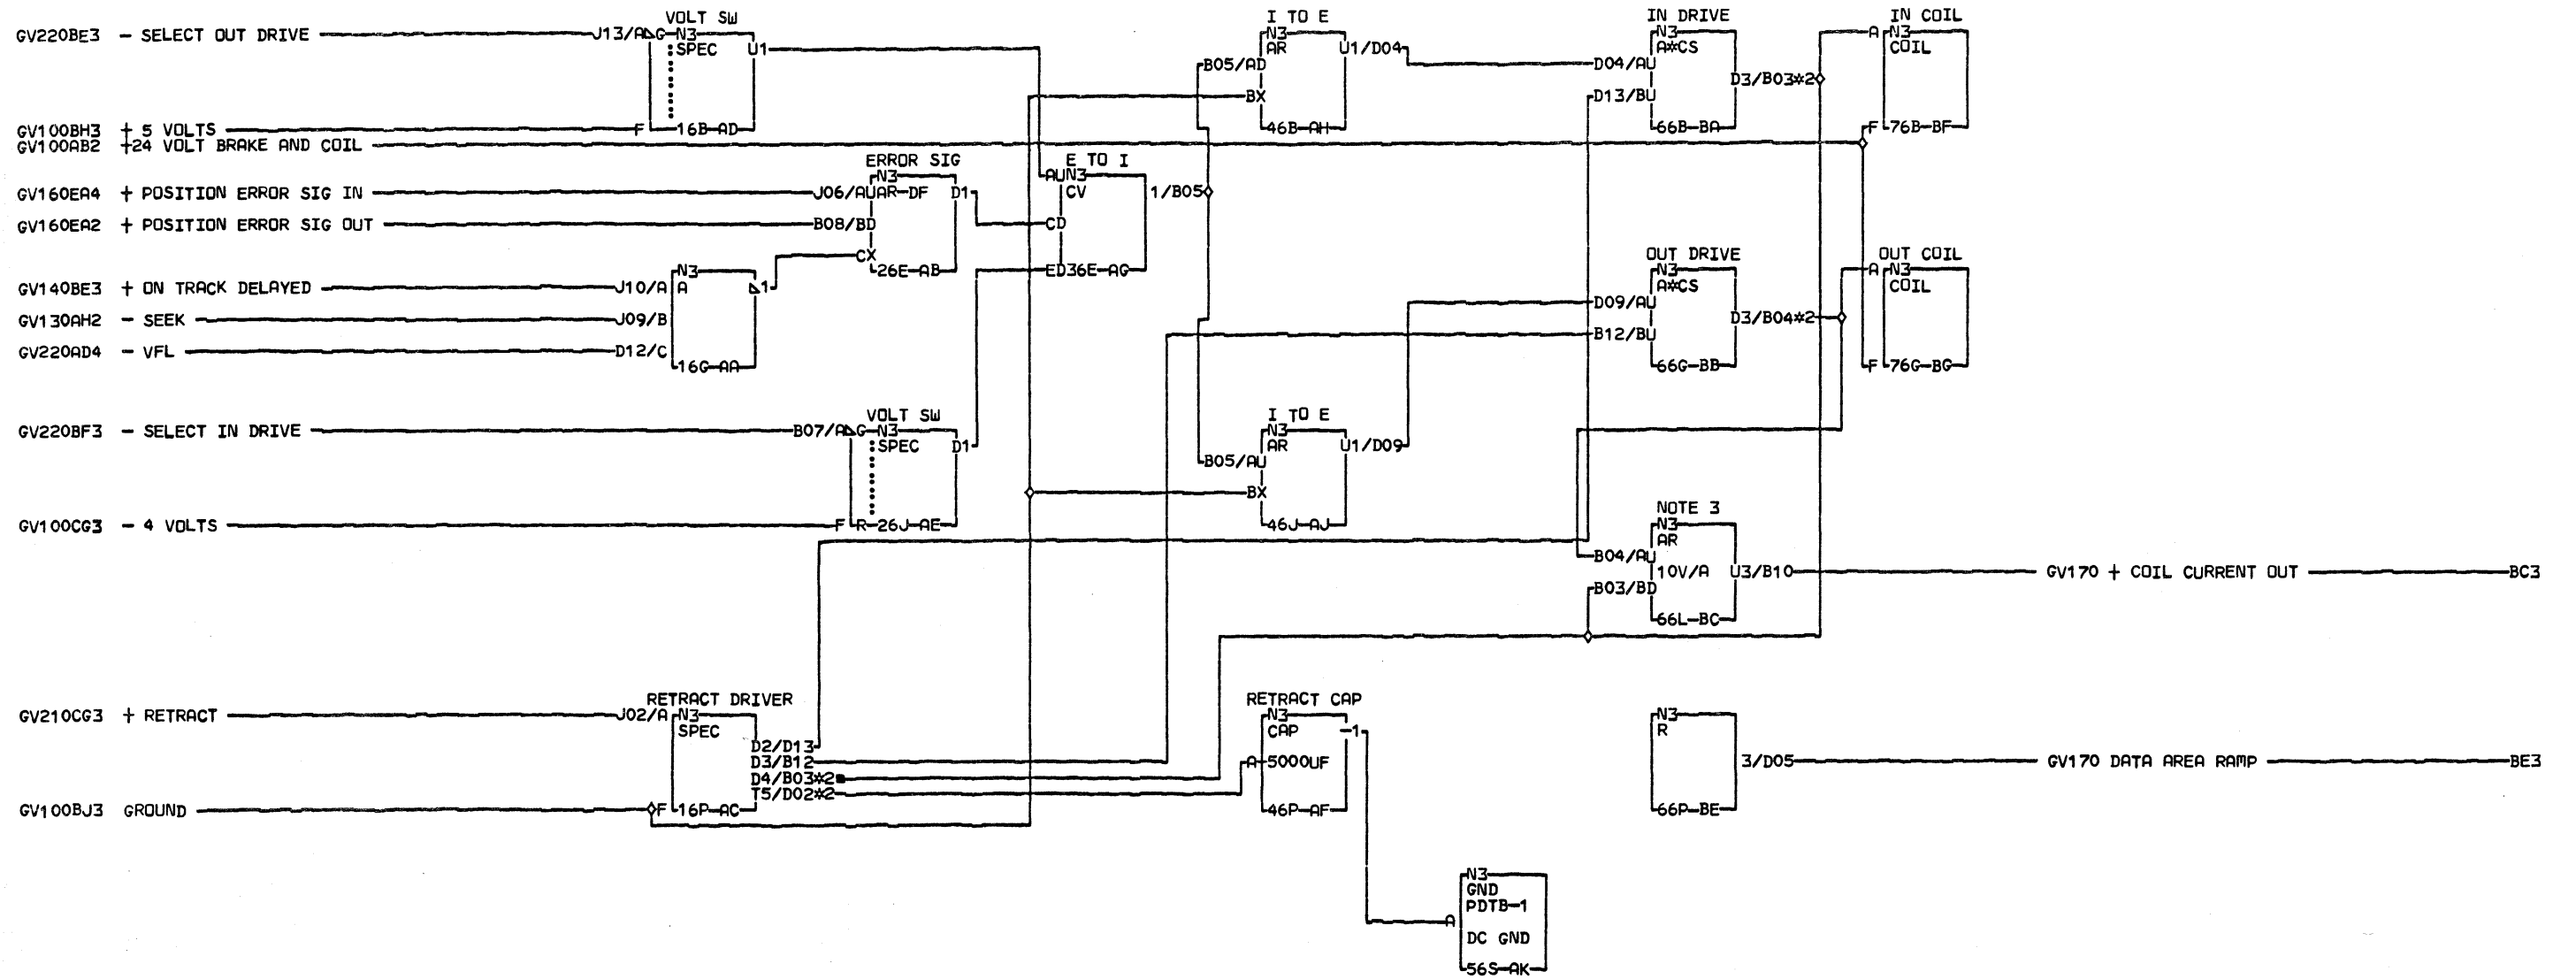 VOLT SW
I TO E
IN DRIVE
IN COIL
GV220BE3 - SELECT OUT DRIVE J13/A G N3
SPEC
U1
N3
AR
U1/D04
B05/AD
BX
46B-AH
N3
A*CS
D04/AU
D13/BU
D3/B03*2
66B-BA
A N3
COIL
F 76B-BF
GV100BH3 + 5 VOLTS F 16B-AD
GV100AB2 +24 VOLT BRAKE AND COIL
ERROR SIG
E TO I
N3
GV160EA4 + POSITION ERROR SIG IN J06/AU AR-DF D1
GV160EA2 + POSITION ERROR SIG OUT B08/BD
CX
26E-AB
AU N3
CV
1/B05
CD
ED 36E-AG
N3
GV140BE3 + ON TRACK DELAYED J10/A A 1
GV130AH2 - SEEK J09/B
GV220AD4 - VFL D12/C
16G-AA
OUT DRIVE
OUT COIL
N3
A*CS
D09/AU
B12/BU
D3/B04*2
66G-BB
A N3
COIL
F 76G-BG
VOLT SW
I TO E
GV220BF3 - SELECT IN DRIVE B07/A G N3
SPEC
D1
N3
AR
U1/D09
B05/AU
BX
46J-AJ
GV100CG3 - 4 VOLTS F R-26J-AE
NOTE 3
N3
AR
B04/AU
10V/A
U3/B10 GV170 + COIL CURRENT OUT BC3
B03/BD
66L-BC
RETRACT DRIVER
RETRACT CAP
GV210CG3 + RETRACT J02/A N3
SPEC
D2/D13
D3/B12
D4/B03*2
T5/D02*2
N3
CAP
-1
A 5000UF
46P-AF
N3
R
3/D05 GV170 DATA AREA RAMP BE3
66P-BE
GV100BJ3 GROUND F 16P-AC
N3
GND
PDTB-1
A
DC GND
56S-AK